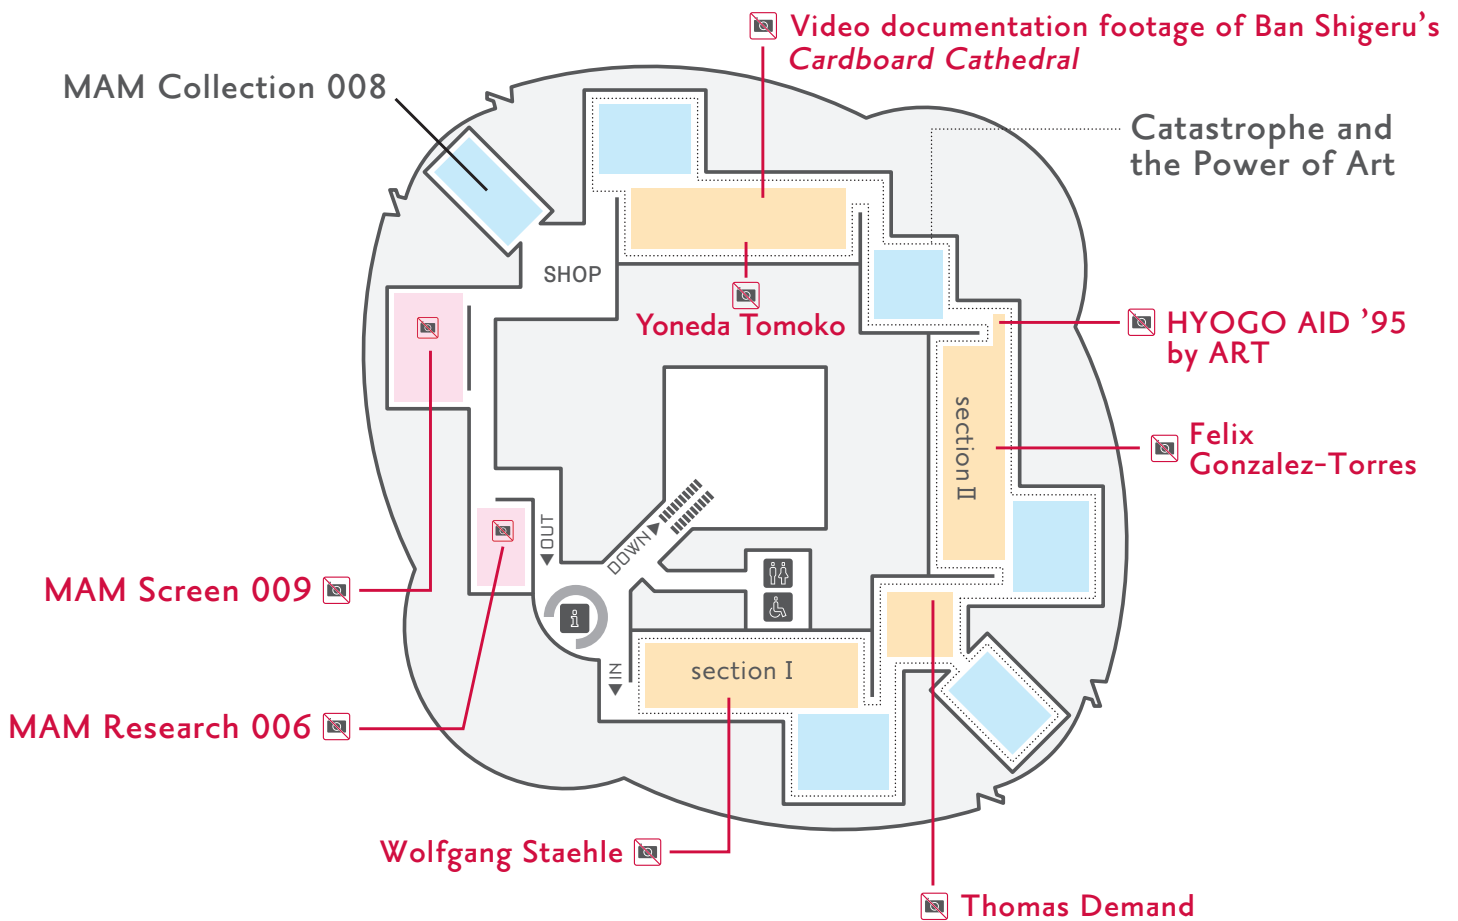 Video documentation footage of Ban Shigeru's
Cardboard Cathedral
MAM Collection 008
Catastrophe and
the Power of Art
SHOP
Yoneda Tomoko
HYOGO AID ’95
by ART
section II
Felix
Gonzalez-Torres
OUT
DOWN
MAM Screen 009
i
IN
section I
MAM Research 006
Wolfgang Staehle
Thomas Demand